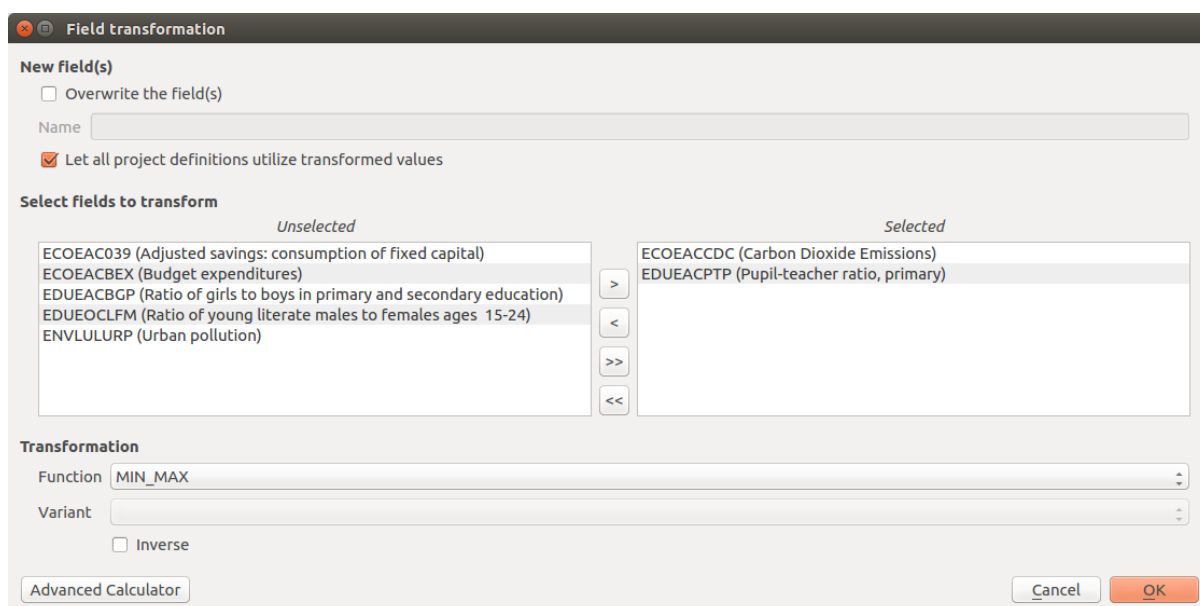 Field transformation
New field(s)
Overwrite the field(s)
Name
Let all project definitions utilize transformed values
Select fields to transform
Unselected
Selected
ECOEAC039 (Adjusted savings: consumption of fixed capital)
ECOEACBEX (Budget expenditures)
EDUEACBGP (Ratio of girls to boys in primary and secondary education)
EDUEOCLFM (Ratio of young literate males to females ages  15-24)
ENVLULURP (Urban pollution)
>
<
>>
<<
ECOEACCDC (Carbon Dioxide Emissions)
EDUEACPTP (Pupil-teacher ratio, primary)
Transformation
Function MIN_MAX
Variant
Inverse
Advanced Calculator
Cancel
OK